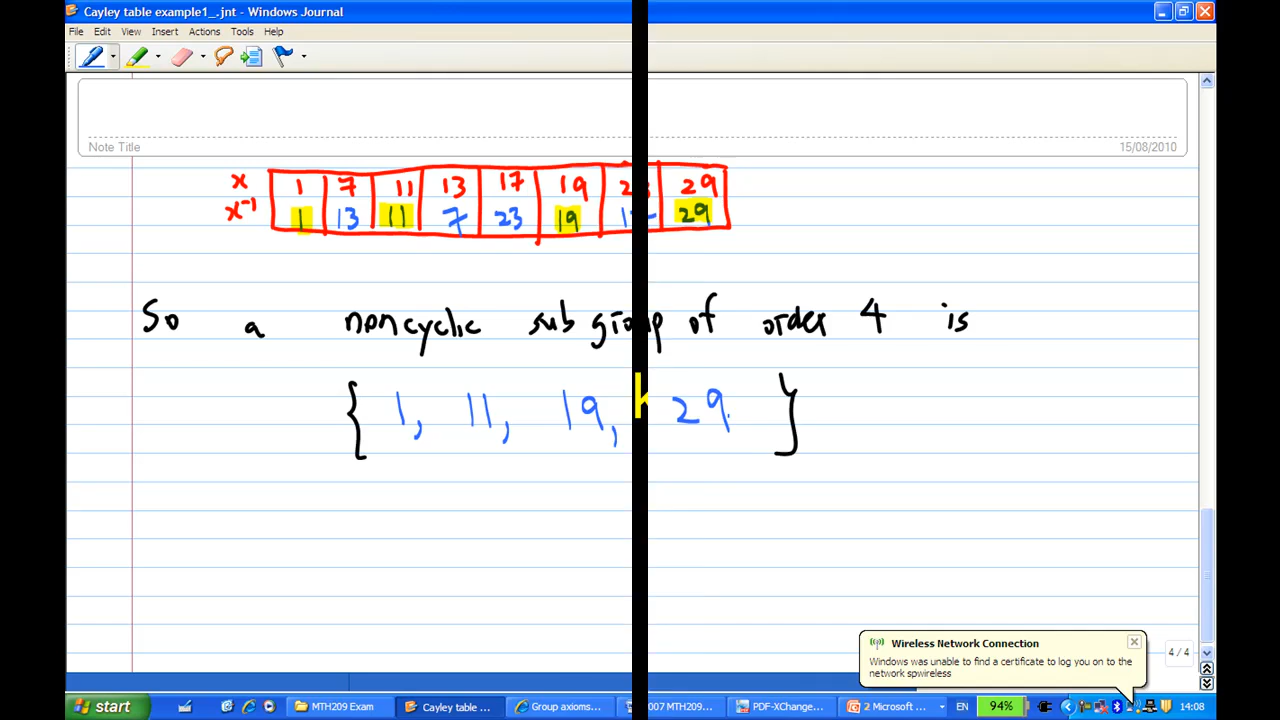 Cayley table example1_.jnt - Windows Journal
File Edit View Insert Actions Tools Help
Note Title
15/08/2010
x 1 7 11 13 17 19 29
x⁻¹ 1 13 11 7 23 19 29
So a noncyclic subgroup of order 4 is
{ 1, 11, 19, 29. }
Wireless Network Connection
Windows was unable to find a certificate to log you on to the
network spwireless
4 / 4
start MTH209 Exam Cayley table ... Group axioms... 007 MTH209... PDF-XChange... 2 Microsoft ... EN 94% 14:08